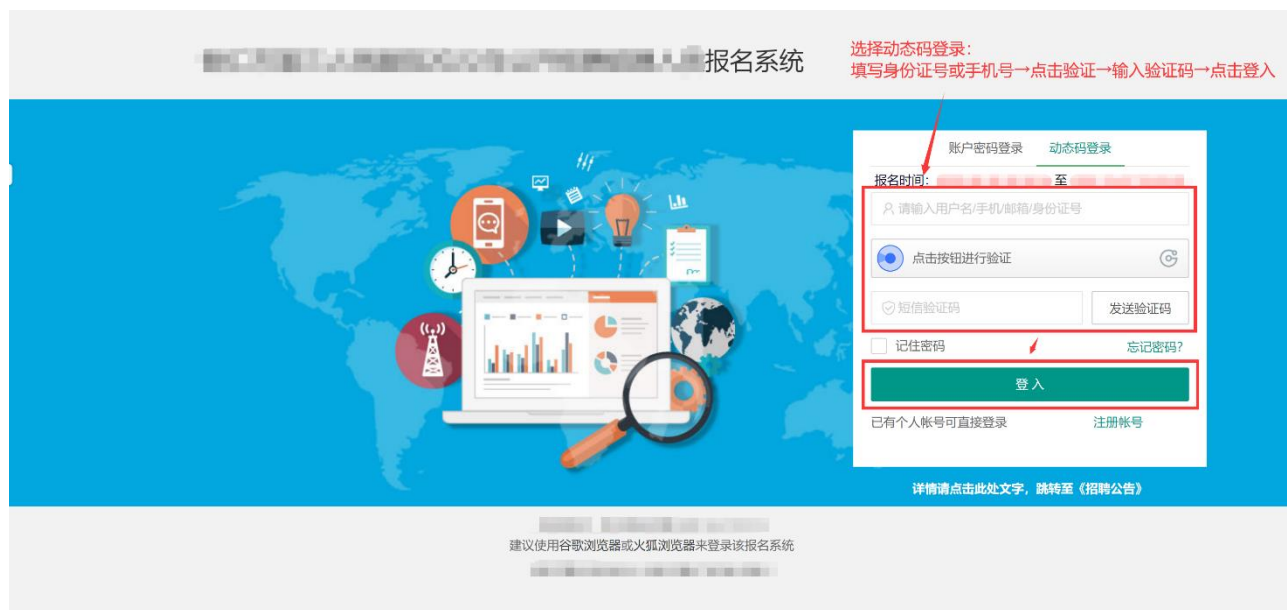 报名系统
选择动态码登录:
填写身份证号或手机号→点击验证→输入验证码→点击登入
账户密码登录 动态码登录
报名时间: 至
请输入用户名/手机/邮箱/身份证号
点击按钮进行验证
短信验证码 发送验证码
记住密码 忘记密码?
登入
已有个人帐号可直接登录 注册帐号
详情请点击此处文字，跳转至《招聘公告》
建议使用谷歌浏览器或火狐浏览器来登录该报名系统